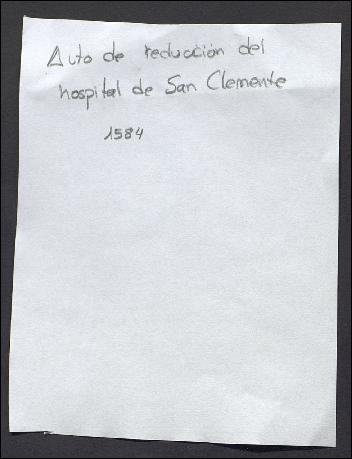 Auto de reducción del
hospital de San Clemente
1584